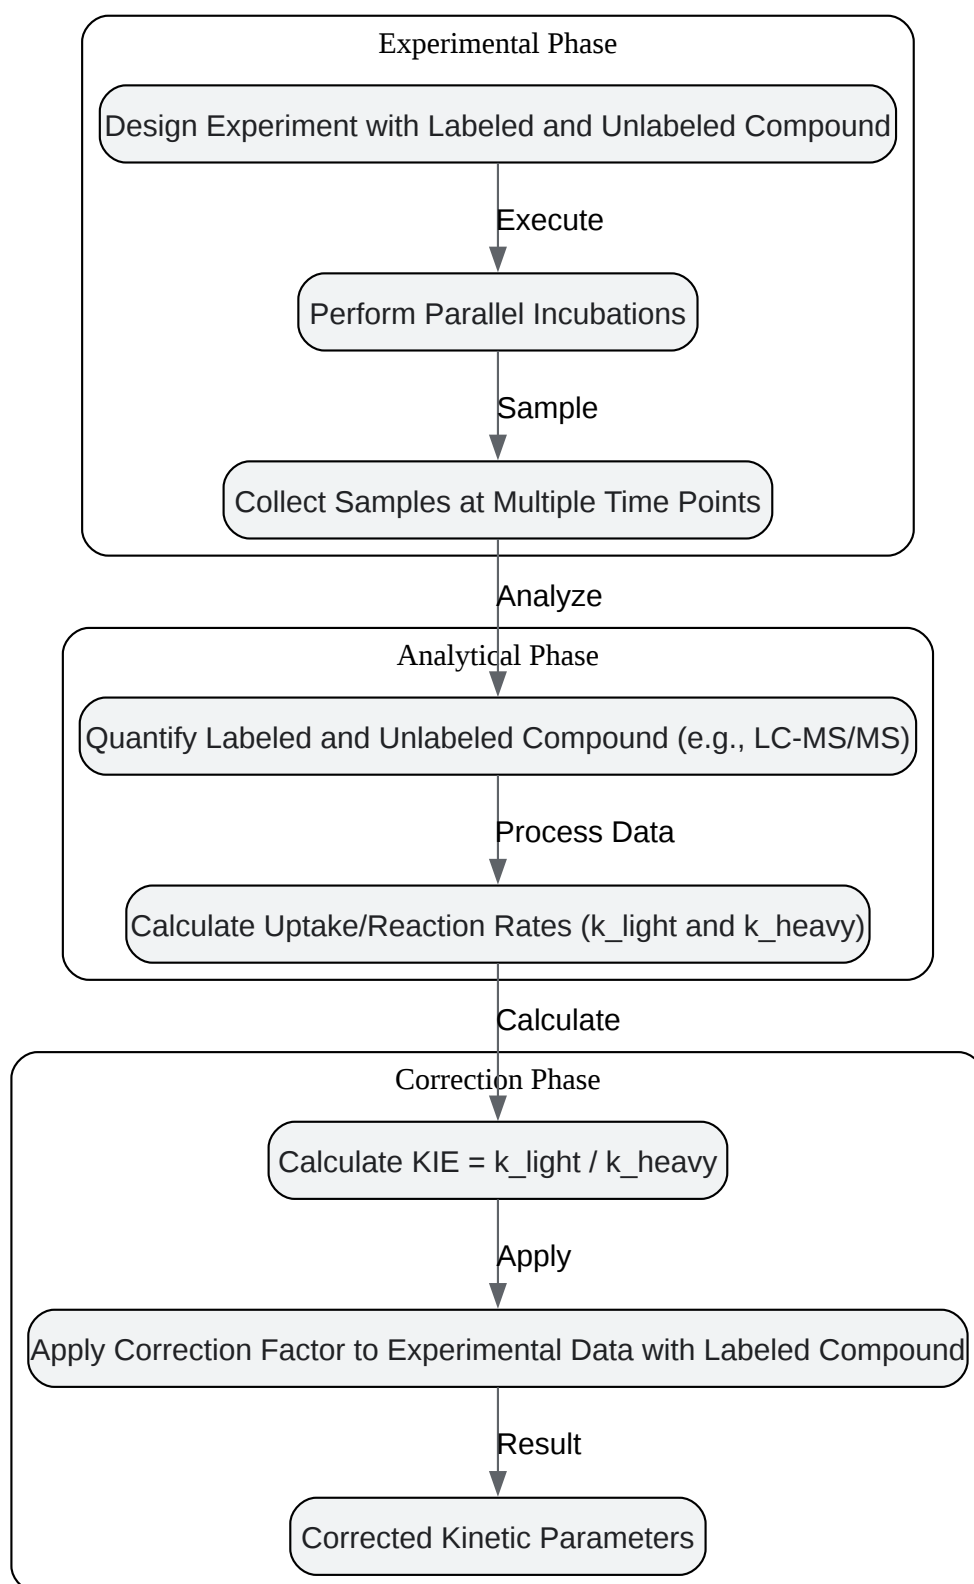 Experimental Phase
Design Experiment with Labeled and Unlabeled Compound
Execute
Perform Parallel Incubations
Sample
Collect Samples at Multiple Time Points
Analyze
Analytical Phase
Quantify Labeled and Unlabeled Compound (e.g., LC-MS/MS)
Process Data
Calculate Uptake/Reaction Rates (k_light and k_heavy)
Calculate
Correction Phase
Calculate KIE = k_light / k_heavy
Apply
Apply Correction Factor to Experimental Data with Labeled Compound
Result
Corrected Kinetic Parameters